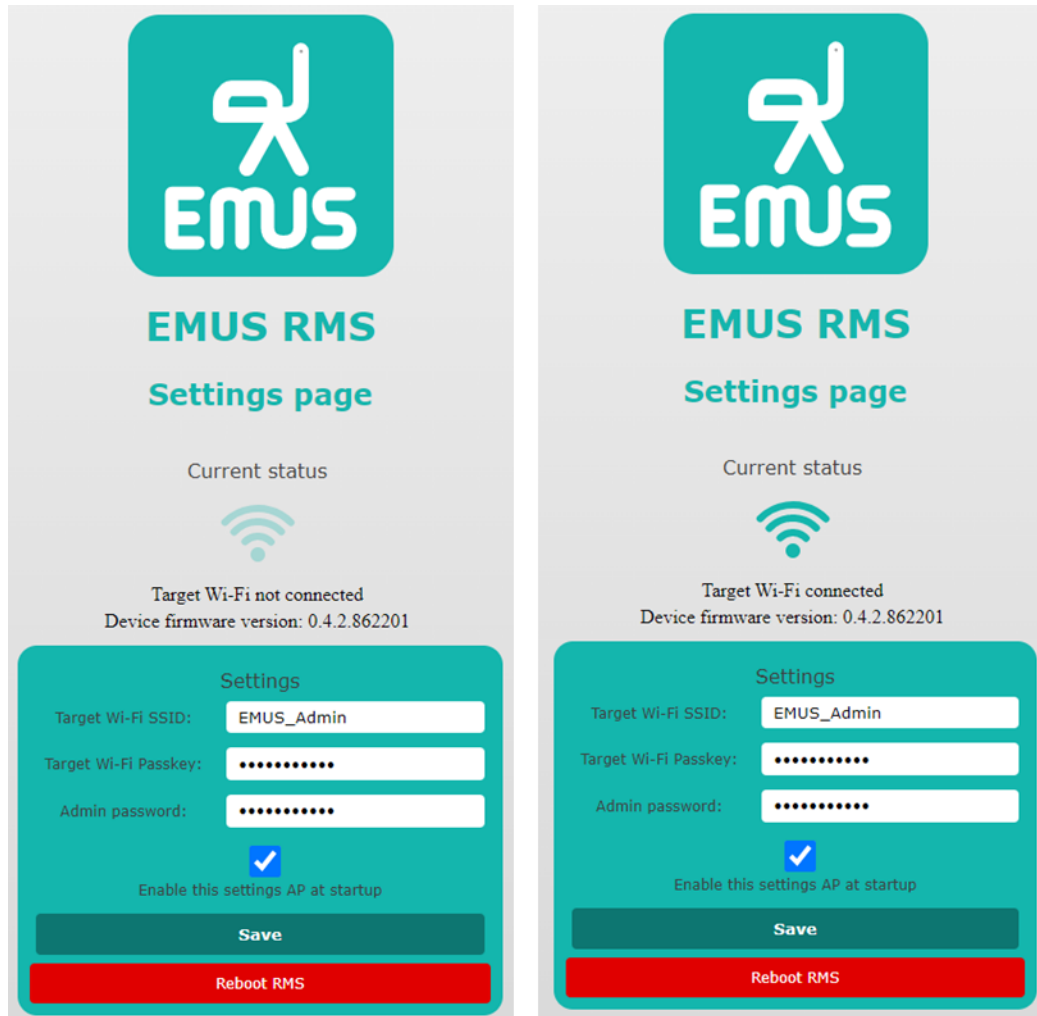 EMUS
EMUS RMS
Settings page
Current status
Target Wi-Fi not connected
Device firmware version: 0.4.2.862201
Settings
Target Wi-Fi SSID: EMUS_Admin
Target Wi-Fi Passkey: •••••••••••
Admin password: •••••••••••
Enable this settings AP at startup
Save
Reboot RMS
EMUS
EMUS RMS
Settings page
Current status
Target Wi-Fi connected
Device firmware version: 0.4.2.862201
Settings
Target Wi-Fi SSID: EMUS_Admin
Target Wi-Fi Passkey: •••••••••••
Admin password: •••••••••••
Enable this settings AP at startup
Save
Reboot RMS